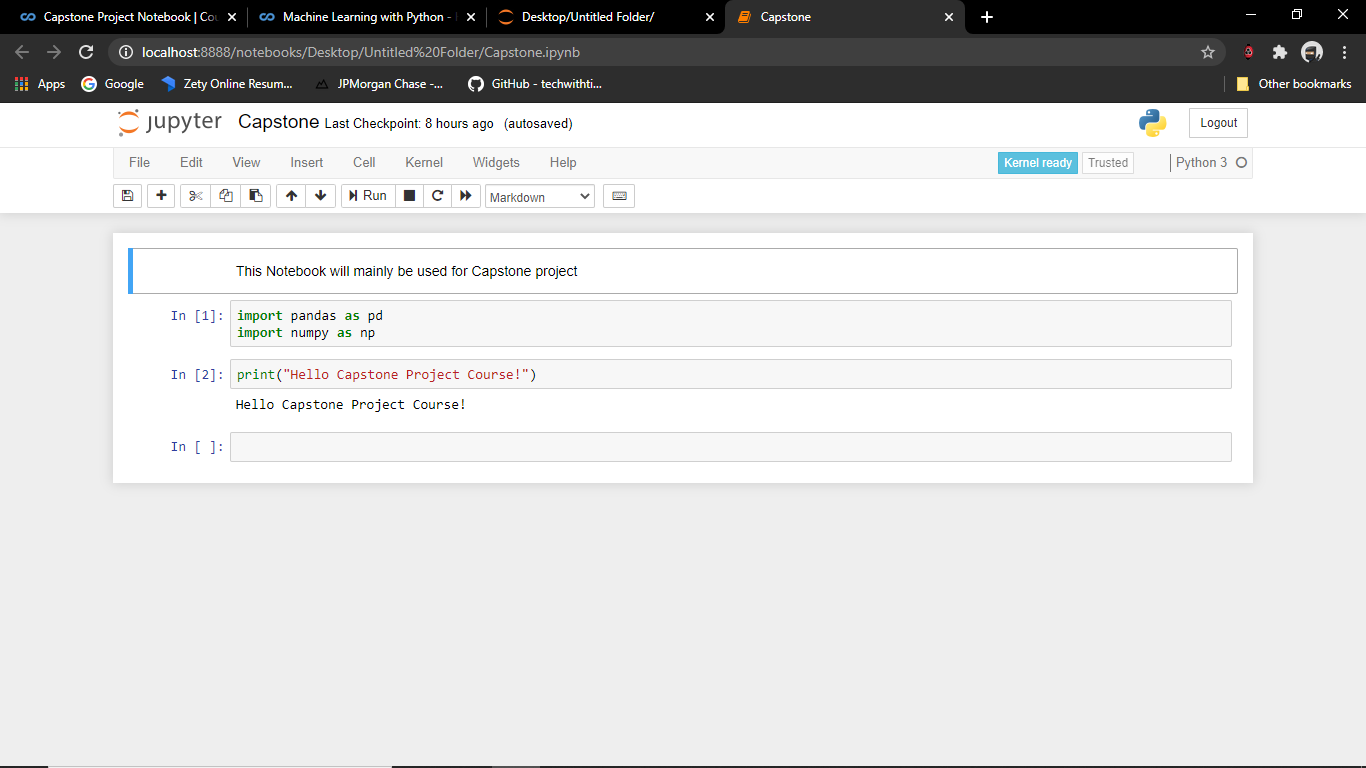 Capstone Project Notebook | Cou
Machine Learning with Python -
Desktop/Untitled Folder/
Capstone
localhost:8888/notebooks/Desktop/Untitled%20Folder/Capstone.ipynb
Apps
Google
Zety Online Resum...
JPMorgan Chase -...
GitHub - techwithti...
Other bookmarks
jupyter
Capstone Last Checkpoint: 8 hours ago (autosaved)
Logout
File Edit View Insert Cell Kernel Widgets Help
Kernel ready
Trusted
Python 3
Run
Markdown
This Notebook will mainly be used for Capstone project
In [1]: import pandas as pd
import numpy as np
In [2]: print("Hello Capstone Project Course!")
Hello Capstone Project Course!
In [ ]: